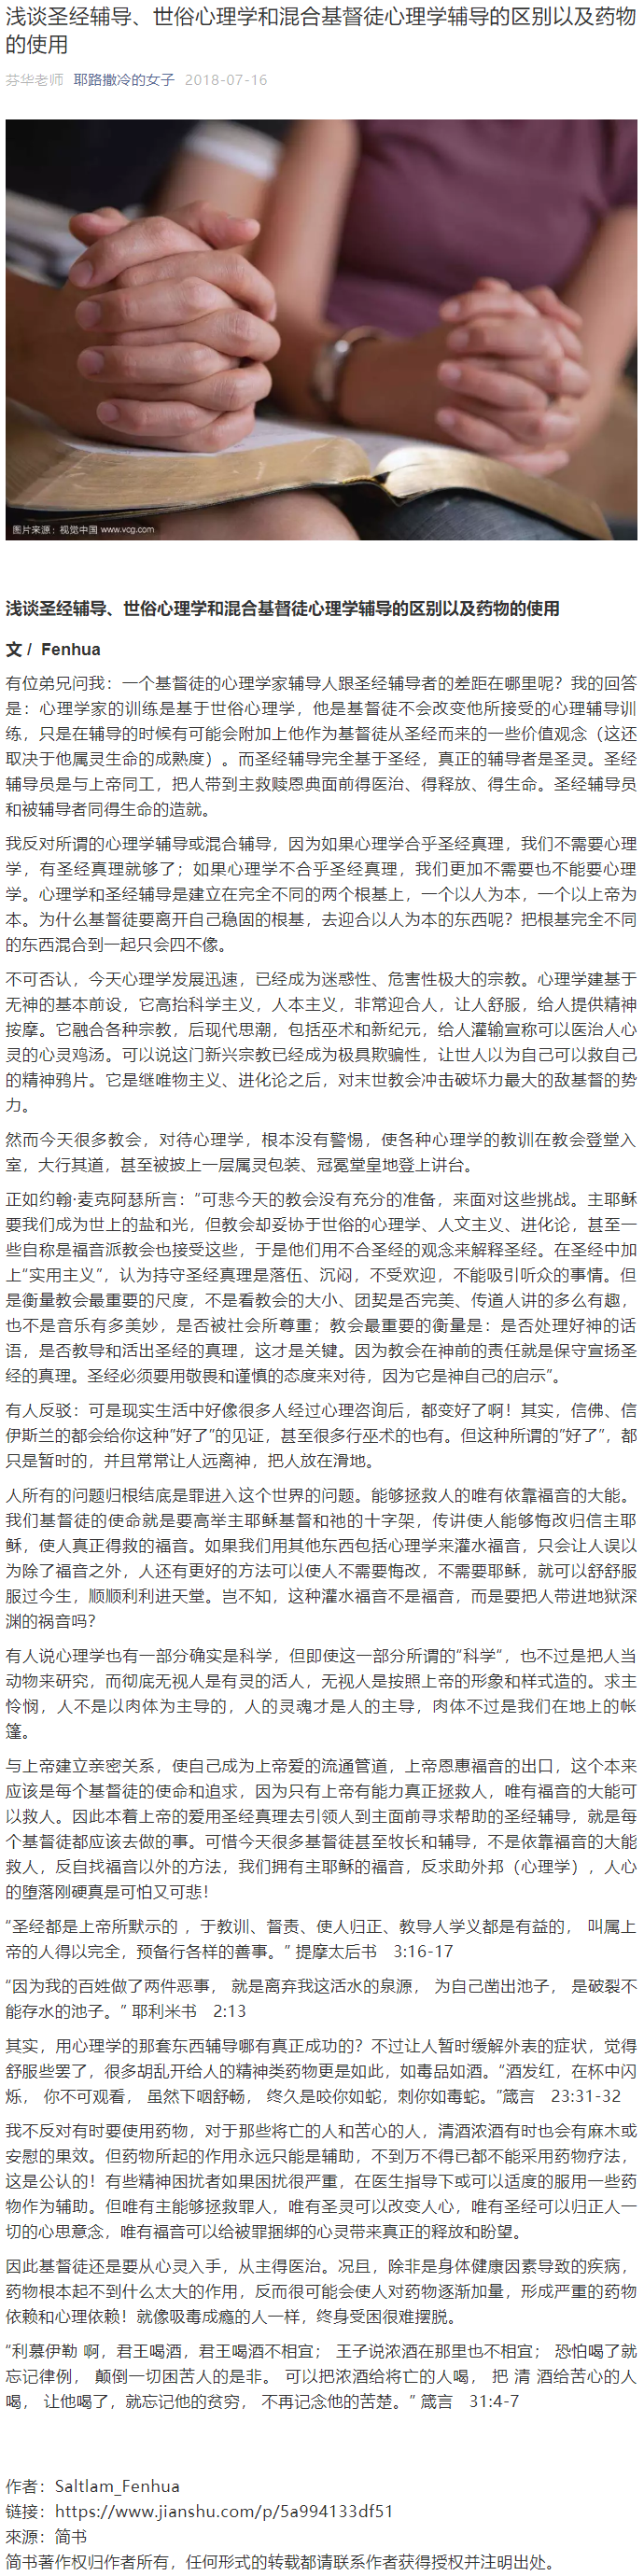 浅谈圣经辅导、世俗心理学和混合基督徒心理学辅导的区别以及药物
的使用
芬华老师 耶路撒冷的女子 2018-07-16
图片来源：视觉中国 www.vcg.com
浅谈圣经辅导、世俗心理学和混合基督徒心理学辅导的区别以及药物的使用
文 / Fenhua
有位弟兄问我：一个基督徒的心理学家辅导人跟圣经辅导者的差距在哪里呢？我的回答
是：心理学家的训练是基于世俗心理学，他是基督徒不会改变他所接受的心理辅导训
练，只是在辅导的时候有可能会附加上他作为基督徒从圣经而来的一些价值观念（这还
取决于他属灵生命的成熟度）。而圣经辅导完全基于圣经，真正的辅导者是圣灵。圣经
辅导员是与上帝同工，把人带到主救赎恩典面前得医治、得释放、得生命。圣经辅导员
和被辅导者同得生命的造就。
我反对所谓的心理学辅导或混合辅导，因为如果心理学合乎圣经真理，我们不需要心理
学，有圣经真理就够了；如果心理学不合乎圣经真理，我们更加不需要也不能要心理
学。心理学和圣经辅导是建立在完全不同的两个根基上，一个以人为本，一个以上帝为
本。为什么基督徒要离开自己稳固的根基，去迎合以人为本的东西呢？把根基完全不同
的东西混合到一起只会四不像。
不可否认，今天心理学发展迅速，已经成为迷惑性、危害性极大的宗教。心理学建基于
无神的基本前设，它高抬科学主义，人本主义，非常迎合人，让人舒服，给人提供精神
按摩。它融合各种宗教，后现代思潮，包括巫术和新纪元，给人灌输宣称可以医治人心
灵的心灵鸡汤。可以说这门新兴宗教已经成为极具欺骗性，让世人以为自己可以救自己
的精神鸦片。它是继唯物主义、进化论之后，对末世教会冲击破坏力最大的敌基督的势
力。
然而今天很多教会，对待心理学，根本没有警惕，使各种心理学的教训在教会登堂入
室，大行其道，甚至被披上一层属灵包装、冠冕堂皇地登上讲台。
正如约翰·麦克阿瑟所言：“可悲今天的教会没有充分的准备，来面对这些挑战。主耶稣
要我们成为世上的盐和光，但教会却妥协于世俗的心理学、人文主义、进化论，甚至一
些自称是福音派教会也接受这些，于是他们用不合圣经的观念来解释圣经。在圣经中加
上“实用主义”，认为持守圣经真理是落伍、沉闷，不受欢迎，不能吸引听众的事情。但
是衡量教会最重要的尺度，不是看教会的大小、团契是否完美、传道人讲的多么有趣，
也不是音乐有多美妙，是否被社会所尊重；教会最重要的衡量是：是否处理好神的话
语，是否教导和活出圣经的真理，这才是关键。因为教会在神前的责任就是保守宣扬圣
经的真理。圣经必须要用敬畏和谨慎的态度来对待，因为它是神自己的启示”。
有人反驳：可是现实生活中好像很多人经过心理咨询后，都变好了啊！其实，信佛、信
伊斯兰的都会给你这种”好了”的见证，甚至很多行巫术的也有。但这种所谓的”好了”，都
只是暂时的，并且常常让人远离神，把人放在滑地。
人所有的问题归根结底是罪进入这个世界的问题。能够拯救人的唯有依靠福音的大能。
我们基督徒的使命就是要高举主耶稣基督和祂的十字架，传讲使人能够悔改归信主耶
稣，使人真正得救的福音。如果我们用其他东西包括心理学来灌水福音，只会让人误以
为除了福音之外，人还有更好的方法可以使人不需要悔改，不需要耶稣，就可以舒舒服
服过今生，顺顺利利进天堂。岂不知，这种灌水福音不是福音，而是要把人带进地狱深
渊的祸音吗？
有人说心理学也有一部分确实是科学，但即使这一部分所谓的“科学“，也不过是把人当
动物来研究，而彻底无视人是有灵的活人，无视人是按照上帝的形象和样式造的。求主
怜悯，人不是以肉体为主导的，人的灵魂才是人的主导，肉体不过是我们在地上的帐
篷。
与上帝建立亲密关系，使自己成为上帝爱的流通管道，上帝恩惠福音的出口，这个本来
应该是每个基督徒的使命和追求，因为只有上帝有能力真正拯救人，唯有福音的大能可
以救人。因此本着上帝的爱用圣经真理去引领人到主面前寻求帮助的圣经辅导，就是每
个基督徒都应该去做的事。可惜今天很多基督徒甚至牧长和辅导，不是依靠福音的大能
救人，反自找福音以外的方法，我们拥有主耶稣的福音，反求助外邦（心理学），人心
的堕落刚硬真是可怕又可悲！
“圣经都是上帝所默示的 ，于教训、督责、使人归正、教导人学义都是有益的， 叫属上
帝的人得以完全，预备行各样的善事。” 提摩太后书 3:16-17
“因为我的百姓做了两件恶事， 就是离弃我这活水的泉源， 为自己凿出池子， 是破裂不
能存水的池子。” 耶利米书 2:13
其实，用心理学的那套东西辅导哪有真正成功的？不过让人暂时缓解外表的症状，觉得
舒服些罢了，很多胡乱开给人的精神类药物更是如此，如毒品如酒。“酒发红，在杯中闪
烁， 你不可观看， 虽然下咽舒畅， 终久是咬你如蛇，刺你如毒蛇。”箴言 23:31-32
我不反对有时要使用药物，对于那些将亡的人和苦心的人，清酒浓酒有时也会有麻木或
安慰的果效。但药物所起的作用永远只能是辅助，不到万不得已都不能采用药物疗法，
这是公认的！有些精神困扰者如果困扰很严重，在医生指导下或可以适度的服用一些药
物作为辅助。但唯有主能够拯救罪人，唯有圣灵可以改变人心，唯有圣经可以归正人一
切的心思意念，唯有福音可以给被罪捆绑的心灵带来真正的释放和盼望。
因此基督徒还是要从心灵入手，从主得医治。况且，除非是身体健康因素导致的疾病，
药物根本起不到什么太大的作用，反而很可能会使人对药物逐渐加量，形成严重的药物
依赖和心理依赖！就像吸毒成瘾的人一样，终身受困很难摆脱。
“利慕伊勒 啊，君王喝酒，君王喝酒不相宜； 王子说浓酒在那里也不相宜； 恐怕喝了就
忘记律例， 颠倒一切困苦人的是非。 可以把浓酒给将亡的人喝， 把 清 酒给苦心的人
喝， 让他喝了，就忘记他的贫穷， 不再记念他的苦楚。” 箴言 31:4-7
作者：Saltlam_Fenhua
链接：https://www.jianshu.com/p/5a994133df51
來源：简书
简书著作权归作者所有，任何形式的转载都请联系作者获得授权并注明出处。